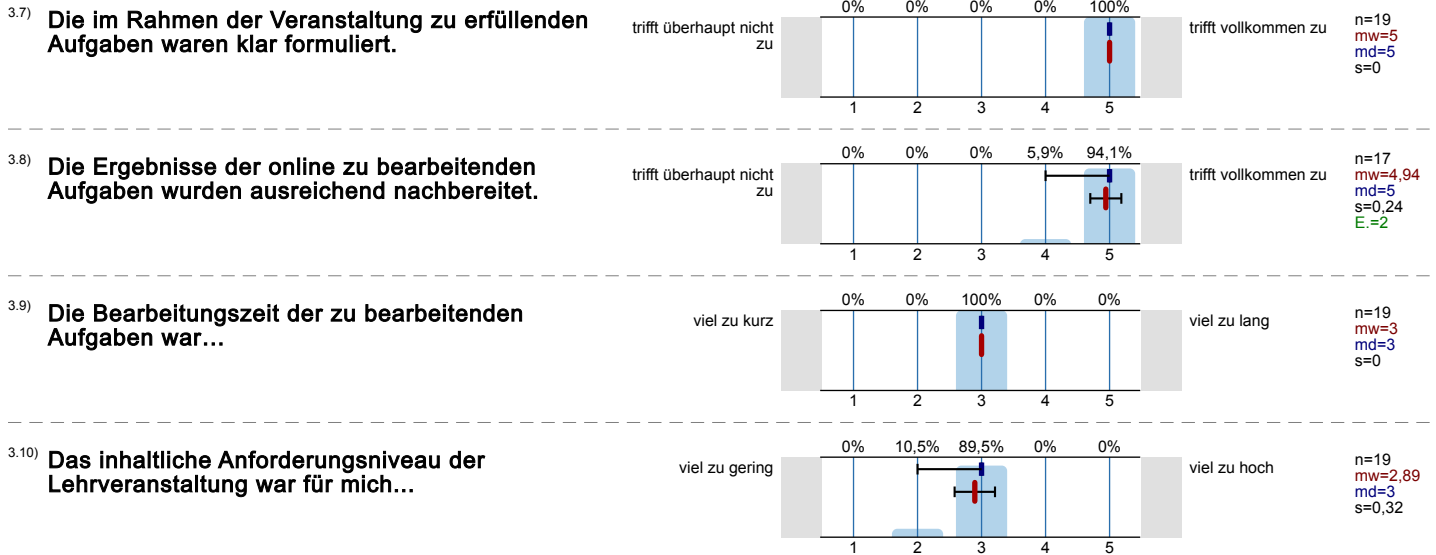 3.7) Die im Rahmen der Veranstaltung zu erfüllenden
Aufgaben waren klar formuliert.
trifft überhaupt nicht
zu
0% 0% 0% 0% 100%
1 2 3 4 5
trifft vollkommen zu
n=19
mw=5
md=5
s=0
3.8) Die Ergebnisse der online zu bearbeitenden
Aufgaben wurden ausreichend nachbereitet.
trifft überhaupt nicht
zu
0% 0% 0% 5,9% 94,1%
1 2 3 4 5
trifft vollkommen zu
n=17
mw=4,94
md=5
s=0,24
E.=2
3.9) Die Bearbeitungszeit der zu bearbeitenden
Aufgaben war...
viel zu kurz
0% 0% 100% 0% 0%
1 2 3 4 5
viel zu lang
n=19
mw=3
md=3
s=0
3.10) Das inhaltliche Anforderungsniveau der
Lehrveranstaltung war für mich...
viel zu gering
0% 10,5% 89,5% 0% 0%
1 2 3 4 5
viel zu hoch
n=19
mw=2,89
md=3
s=0,32